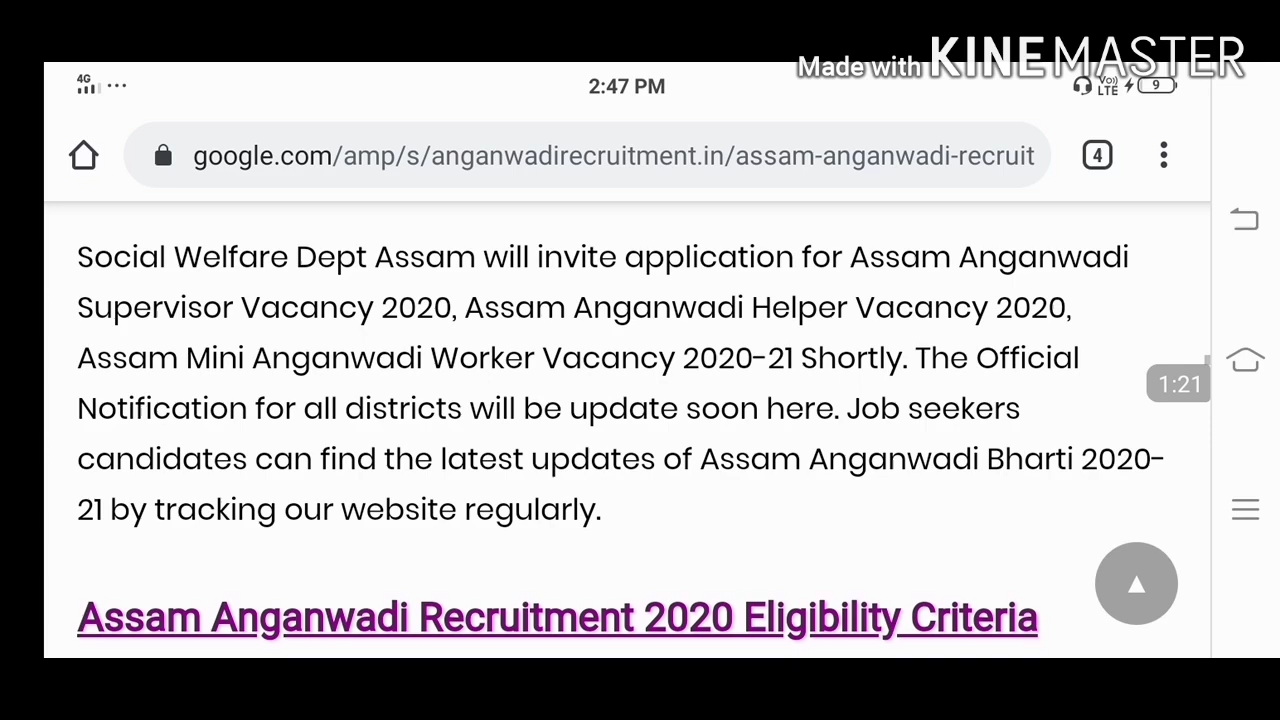 Made with KINEMASTER
4G 2:47 PM Vo)) LTE 9
google.com/amp/s/anganwadirecruitment.in/assam-anganwadi-recruit 4
Social Welfare Dept Assam will invite application for Assam Anganwadi
Supervisor Vacancy 2020, Assam Anganwadi Helper Vacancy 2020,
Assam Mini Anganwadi Worker Vacancy 2020-21 Shortly. The Official
1:21
Notification for all districts will be update soon here. Job seekers
candidates can find the latest updates of Assam Anganwadi Bharti 2020-
21 by tracking our website regularly.
Assam Anganwadi Recruitment 2020 Eligibility Criteria